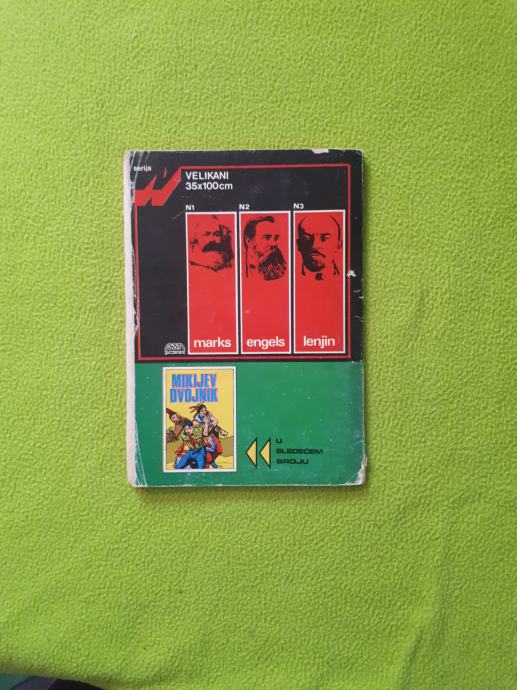 serija
VELIKANI
35x100cm
N1 N2 N3
marks engels lenjin
MIKIJEV
DVOJNIK
U
SLEDEĆEM
BROJU